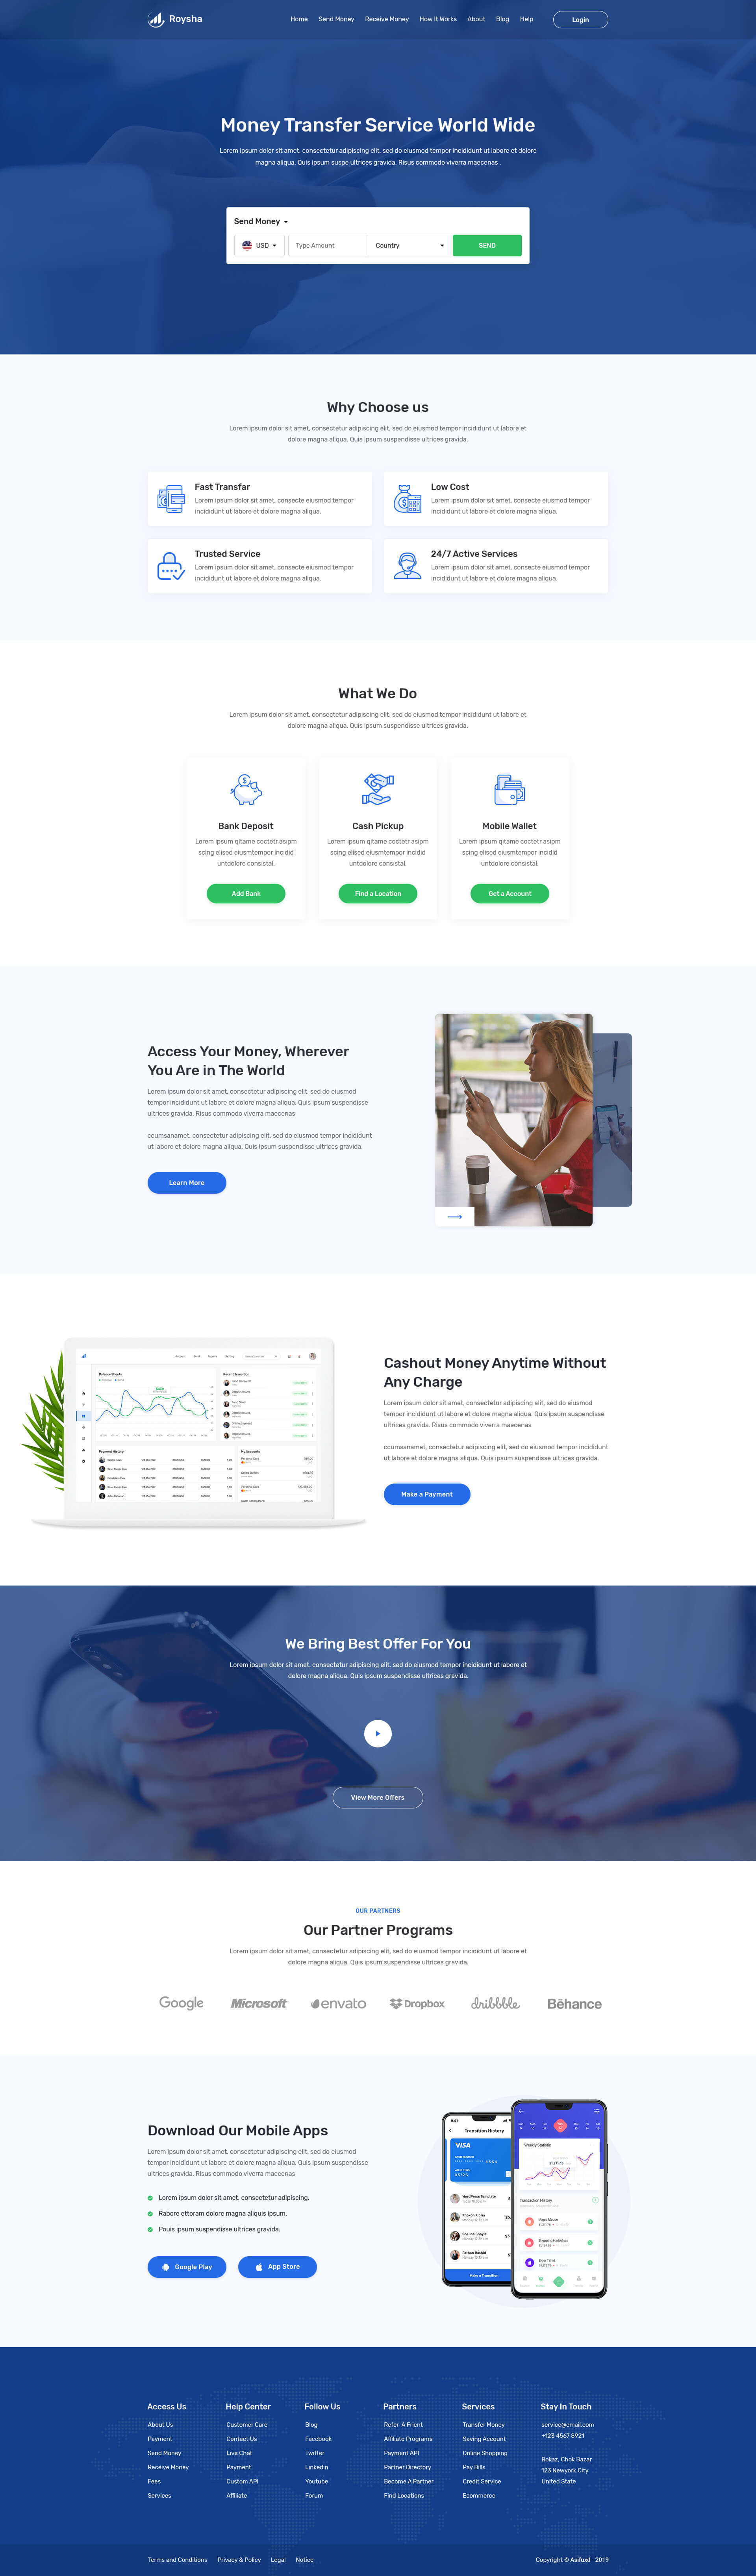 Roysha
Home Send Money Receive Money How It Works About Blog Help Login
Money Transfer Service World Wide
Lorem ipsum dolor sit amet, consectetur adipiscing elit, sed do eiusmod tempor incididunt ut labore et dolore
magna aliqua. Quis ipsum suspe ultrices gravida. Risus commodo viverra maecenas .
Send Money
USD Type Amount Country SEND
Why Choose us
Lorem ipsum dolor sit amet, consectetur adipiscing elit, sed do eiusmod tempor incididunt ut labore et
dolore magna aliqua. Quis ipsum suspendisse ultrices gravida.
Fast Transfar
Lorem ipsum dolor sit amet, consecte eiusmod tempor
incididunt ut labore et dolore magna aliqua.
Low Cost
Lorem ipsum dolor sit amet, consecte eiusmod tempor
incididunt ut labore et dolore magna aliqua.
Trusted Service
Lorem ipsum dolor sit amet, consecte eiusmod tempor
incididunt ut labore et dolore magna aliqua.
24/7 Active Services
Lorem ipsum dolor sit amet, consecte eiusmod tempor
incididunt ut labore et dolore magna aliqua.
What We Do
Lorem ipsum dolor sit amet, consectetur adipiscing elit, sed do eiusmod tempor incididunt ut labore et
dolore magna aliqua. Quis ipsum suspendisse ultrices gravida.
Bank Deposit
Lorem ipsum qitame coctetr asipm
scing elised eiusmtempor incidid
untdolore consistal.
Add Bank
Cash Pickup
Lorem ipsum qitame coctetr asipm
scing elised eiusmtempor incidid
untdolore consistal.
Find a Location
Mobile Wallet
Lorem ipsum qitame coctetr asipm
scing elised eiusmtempor incidid
untdolore consistal.
Get a Account
Access Your Money, Wherever
You Are in The World
Lorem ipsum dolor sit amet, consectetur adipiscing elit, sed do eiusmod
tempor incididunt ut labore et dolore magna aliqua. Quis ipsum suspendisse
ultrices gravida. Risus commodo viverra maecenas
ccumsanamet, consectetur adipiscing elit, sed do eiusmod tempor incididunt
ut labore et dolore magna aliqua. Quis ipsum suspendisse ultrices gravida.
Learn More
Balance Sheets
Recent Transition
Payment History
My Accounts
Cashout Money Anytime Without
Any Charge
Lorem ipsum dolor sit amet, consectetur adipiscing elit, sed do eiusmod
tempor incididunt ut labore et dolore magna aliqua. Quis ipsum suspendisse
ultrices gravida. Risus commodo viverra maecenas
ccumsanamet, consectetur adipiscing elit, sed do eiusmod tempor incididunt
ut labore et dolore magna aliqua. Quis ipsum suspendisse ultrices gravida.
Make a Payment
We Bring Best Offer For You
Lorem ipsum dolor sit amet, consectetur adipiscing elit, sed do eiusmod tempor incididunt ut labore et
dolore magna aliqua. Quis ipsum suspendisse ultrices gravida.
View More Offers
OUR PARTNERS
Our Partner Programs
Lorem ipsum dolor sit amet, consectetur adipiscing elit, sed do eiusmod tempor incididunt ut labore et
dolore magna aliqua. Quis ipsum suspendisse ultrices gravida.
Google Microsoft envato Dropbox dribbble Bēhance
Download Our Mobile Apps
Lorem ipsum dolor sit amet, consectetur adipiscing elit, sed do eiusmod
tempor incididunt ut labore et dolore magna aliqua. Quis ipsum suspendisse
ultrices gravida. Risus commodo viverra maecenas
Lorem ipsum dolor sit amet, consectetur adipiscing.
Rabore ettoram dolore magna aliquis ipsum.
Pouis ipsum suspendisse ultrices gravida.
Google Play App Store
9:41
Transition History
VISA
05/25
WordPress Template
Make a Transition
Weekly Statistic
Transaction History
Access Us
About Us
Payment
Send Money
Receive Money
Fees
Services
Help Center
Customer Care
Contact Us
Live Chat
Payment
Custom API
Affiliate
Follow Us
Blog
Facebook
Twitter
Linkedin
Youtube
Forum
Partners
Refer A Frient
Affiliate Programs
Payment API
Partner Directory
Become A Partner
Find Locations
Services
Transfer Money
Saving Account
Online Shopping
Pay Bills
Credit Service
Ecommerce
Stay In Touch
service@email.com
+123 4567 8921
Rokaz, Chok Bazar
123 Newyork City
United State
Terms and Conditions Privacy & Policy Legal Notice
Copyright © Asifuxd - 2019